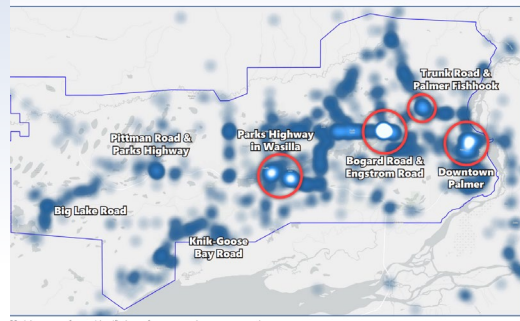 Trunk Road &
Palmer Fishhook
Pittman Road &
Parks Highway
Parks Highway
in Wasilla
Bogard Road &
Engstrom Road
Downtown
Palmer
Big Lake Road
Knik-Goose
Bay Road